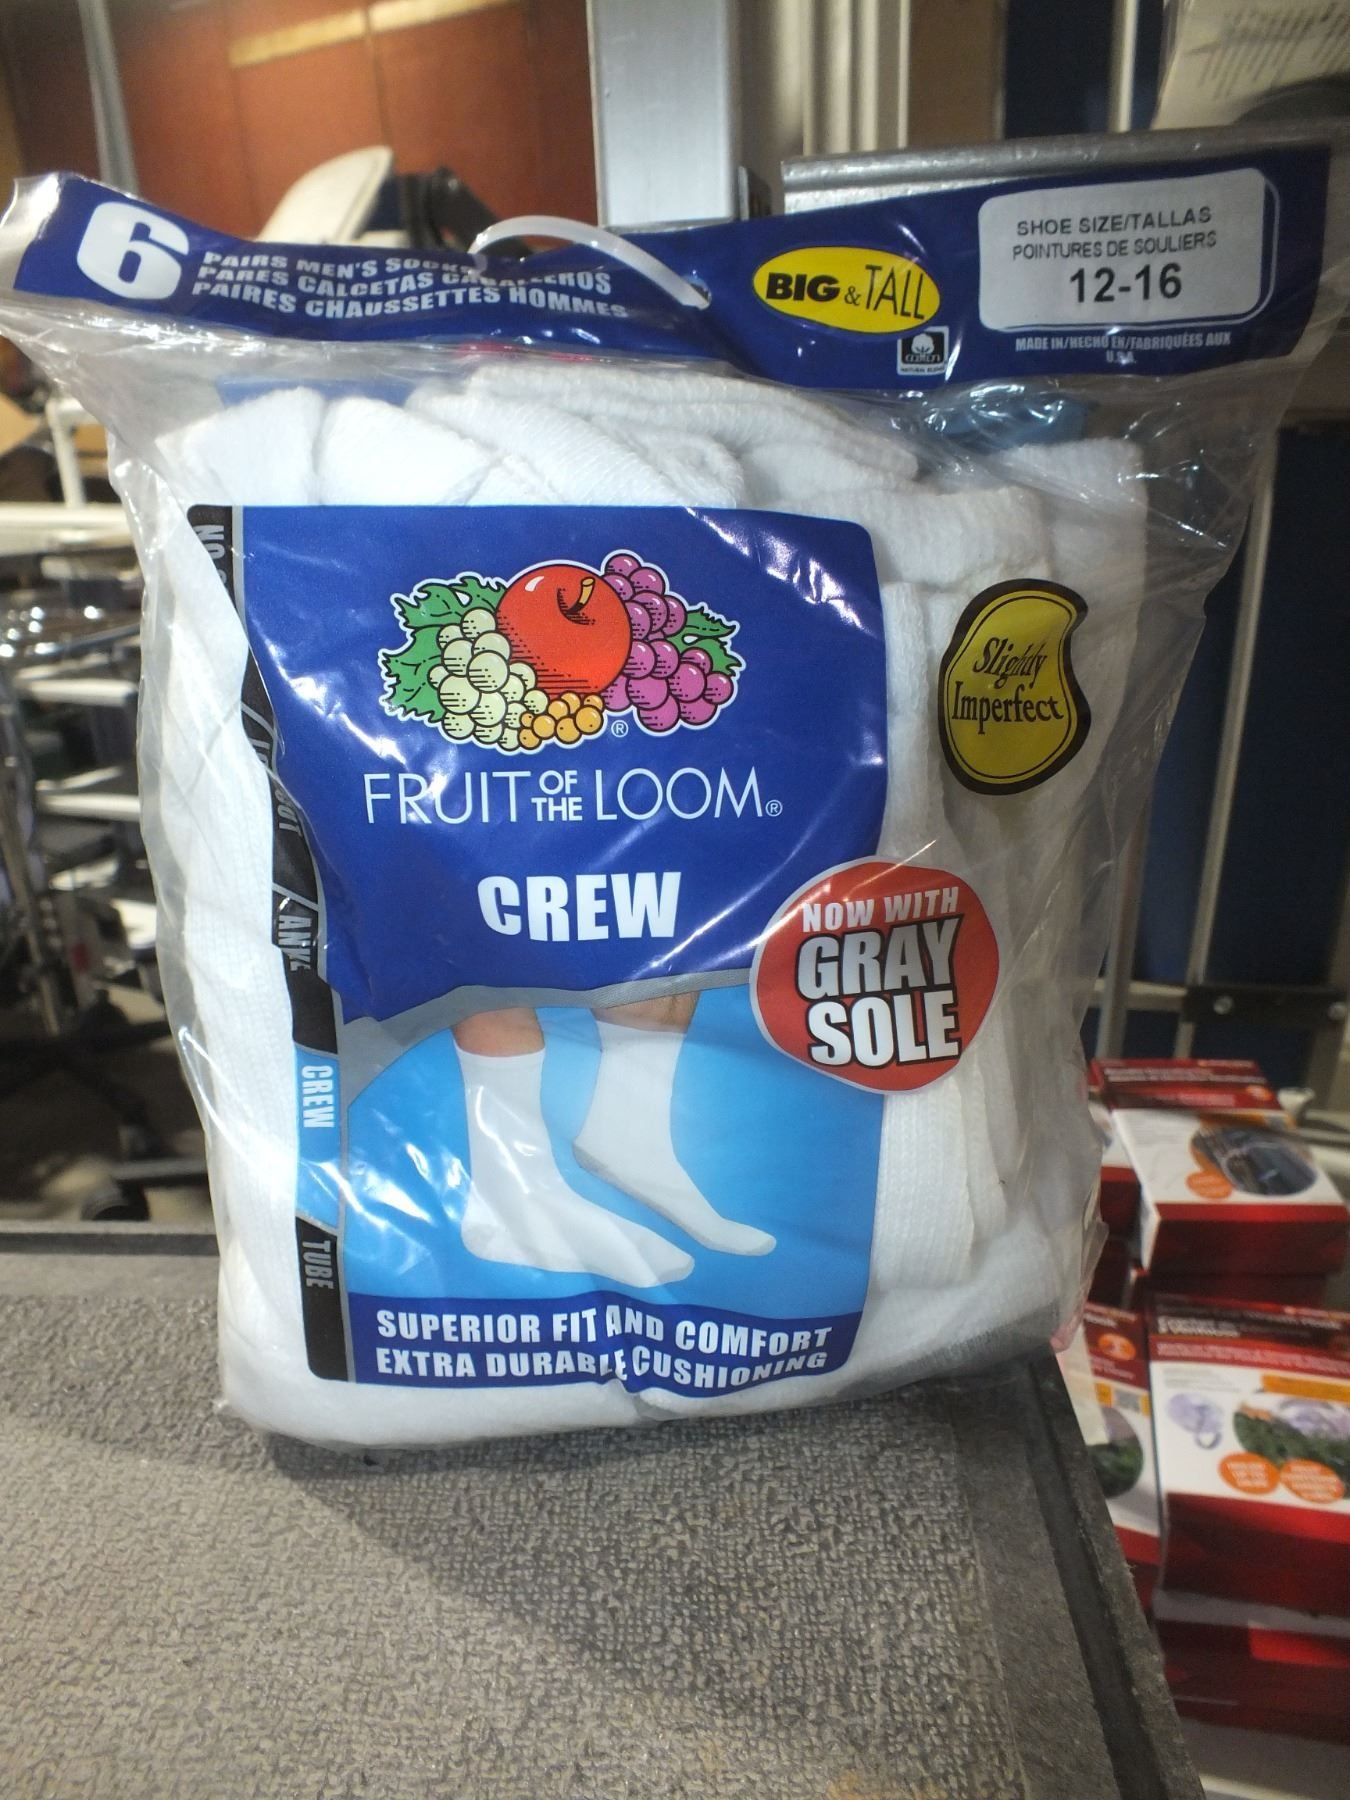 6
PAIRS MEN'S SOCKS
PARES CALCETAS CABALLEROS
PAIRES CHAUSSETTES HOMMES
BIG & TALL
SHOE SIZE/TALLAS
POINTURES DE SOULIERS
12-16
MADE IN/HECHO EN/FABRIQUÉES AUX
U.S.A.
COTTON
Slightly
Imperfect
FRUIT OF THE LOOM®
CREW
NOW WITH
GRAY
SOLE
CREW
TUBE
SUPERIOR FIT AND COMFORT
EXTRA DURABLE CUSHIONING